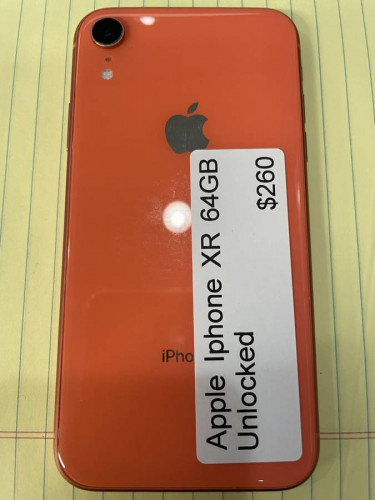 Apple Iphone XR 64GB
Unlocked
$260
iPho